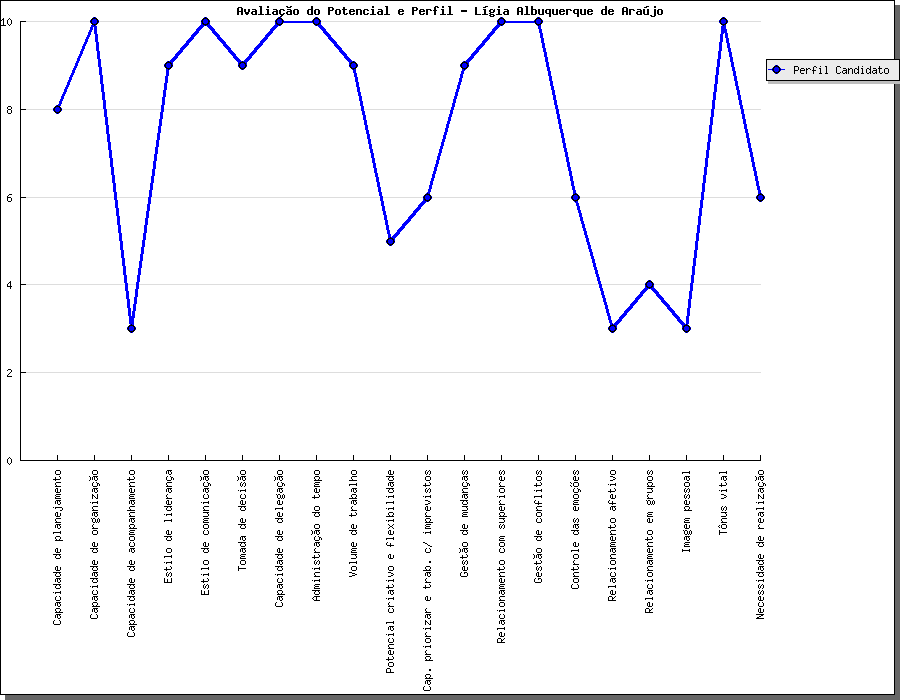 Avaliação do Potencial e Perfil - Lígia Albuquerque de Araújo
10
8
6
4
2
0
Perfil Candidato
Capacidade de planejamento
Capacidade de organização
Capacidade de acompanhamento
Estilo de liderança
Estilo de comunicação
Tomada de decisão
Capacidade de delegação
Administração do tempo
Volume de trabalho
Potencial criativo e flexibilidade
Cap. priorizar e trab. c/ imprevistos
Gestão de mudanças
Relacionamento com superiores
Gestão de conflitos
Controle das emoções
Relacionamento afetivo
Relacionamento em grupos
Imagem pessoal
Tônus vital
Necessidade de realização